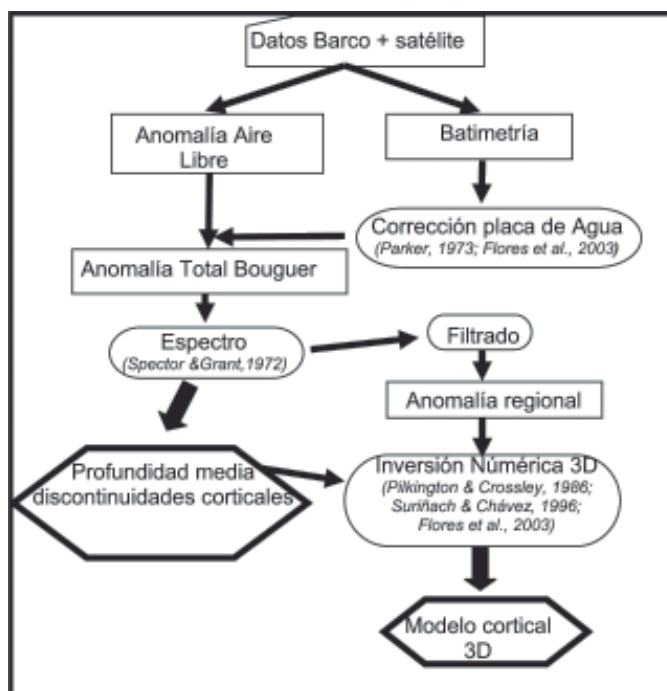 Datos Barco + satélite
Anomalía Aire
Libre
Batimetría
Corrección placa de Agua
(Parker, 1973; Flores et al., 2003)
Anomalía Total Bouguer
Espectro
(Spector &Grant,1972)
Filtrado
Anomalía regional
Profundidad media
discontinuidades corticales
Inversión Númérica 3D
(Pilkington & Crossley, 1986;
Suriñach & Chávez, 1996;
Flores et al., 2003)
Modelo cortical
3D